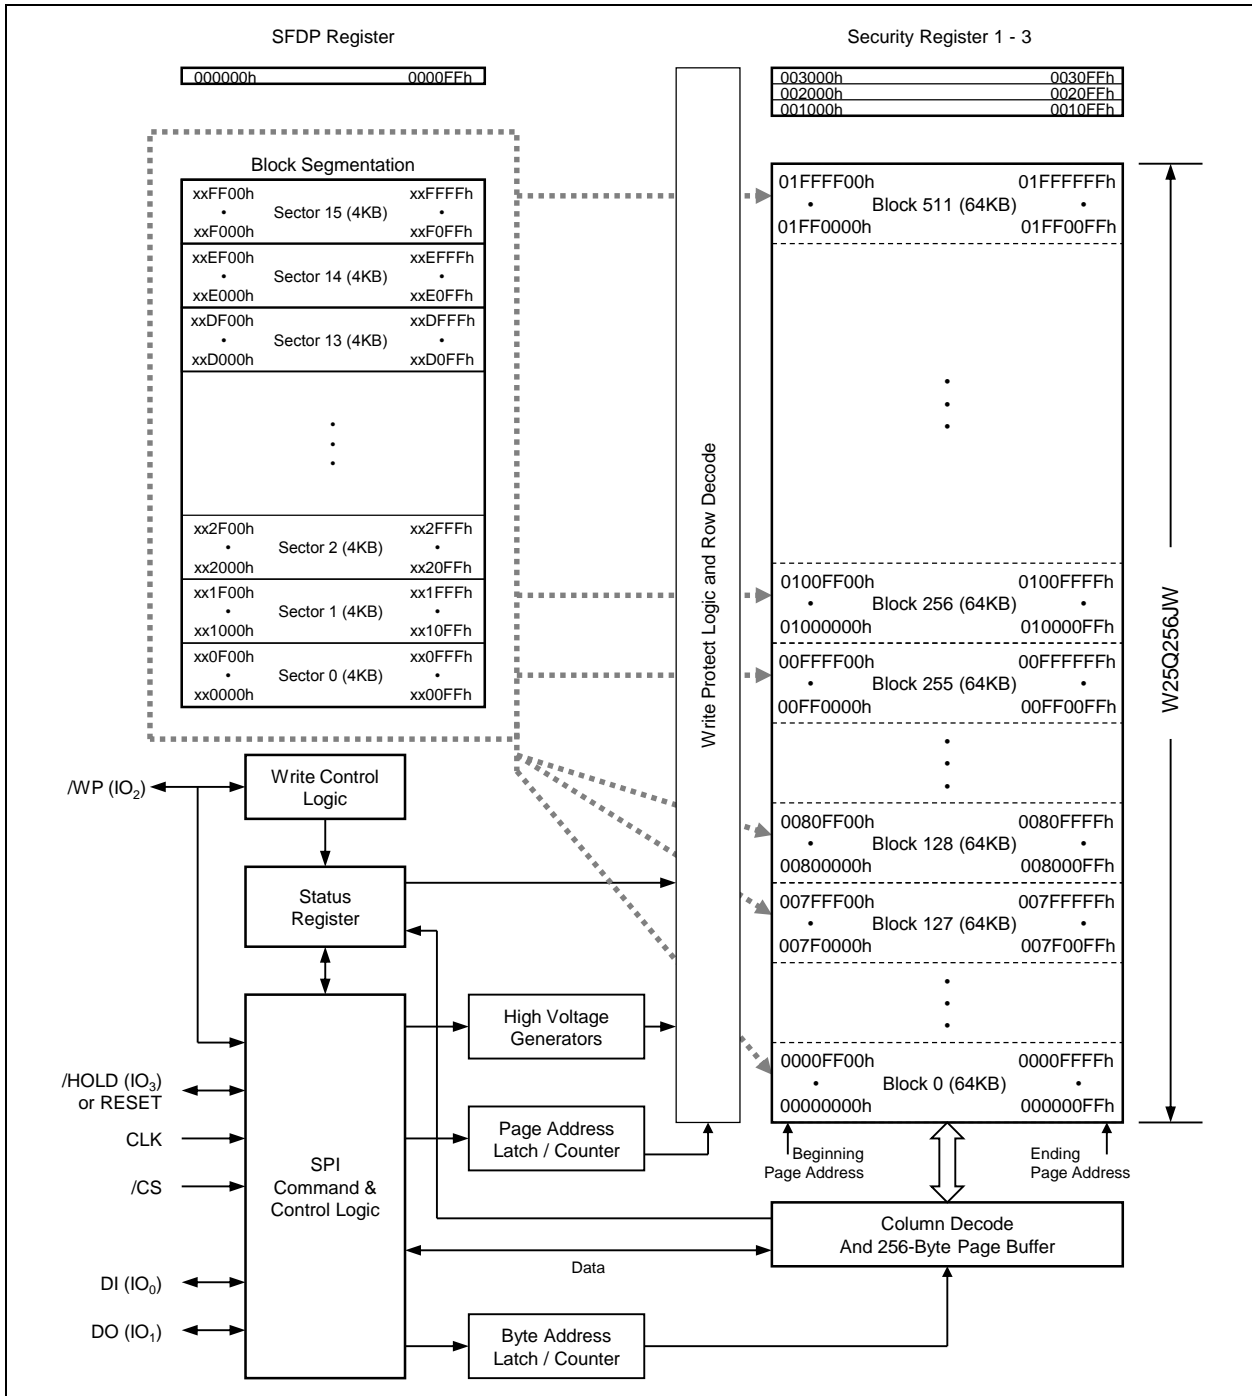 SFDP Register
000000h 0000FFh
Security Register 1 - 3
003000h 0030FFh
002000h 0020FFh
001000h 0010FFh
Block Segmentation
xxFF00h xxFFFFh
• Sector 15 (4KB) •
xxF000h xxF0FFh
xxEF00h xxEFFFh
• Sector 14 (4KB) •
xxE000h xxE0FFh
xxDF00h xxDFFFh
• Sector 13 (4KB) •
xxD000h xxD0FFh
xx2F00h xx2FFFh
• Sector 2 (4KB) •
xx2000h xx20FFh
xx1F00h xx1FFFh
• Sector 1 (4KB) •
xx1000h xx10FFh
xx0F00h xx0FFFh
• Sector 0 (4KB) •
xx0000h xx00FFh
Write Protect Logic and Row Decode
01FFFF00h 01FFFFFFh
• Block 511 (64KB) •
01FF0000h 01FF00FFh
0100FF00h 0100FFFFh
• Block 256 (64KB) •
01000000h 010000FFh
00FFFF00h 00FFFFFFh
• Block 255 (64KB) •
00FF0000h 00FF00FFh
0080FF00h 0080FFFFh
• Block 128 (64KB) •
00800000h 008000FFh
007FFF00h 007FFFFFh
• Block 127 (64KB) •
007F0000h 007F00FFh
0000FF00h 0000FFFFh
• Block 0 (64KB) •
00000000h 000000FFh
W25Q256JW
Beginning
Page Address
Ending
Page Address
/WP (IO2)
Write Control
Logic
Status
Register
High Voltage
Generators
/HOLD (IO3)
or RESET
CLK
/CS
DI (IO0)
DO (IO1)
SPI
Command &
Control Logic
Page Address
Latch / Counter
Column Decode
And 256-Byte Page Buffer
Data
Byte Address
Latch / Counter